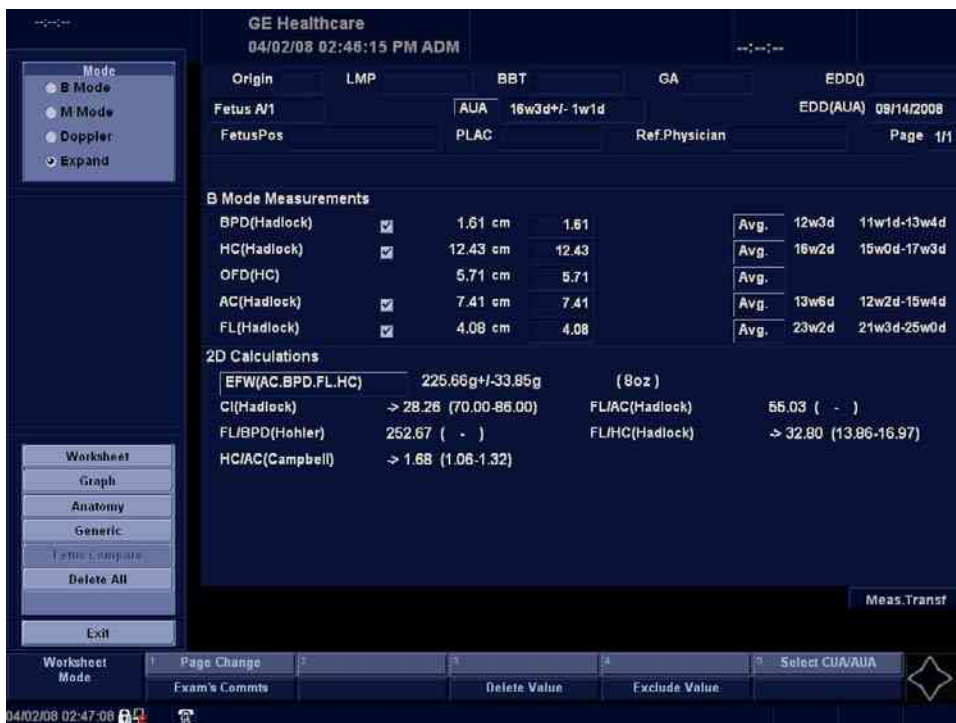 --:--:--
GE Healthcare
04/02/08 02:46:15 PM ADM
--:--:--
Mode
B Mode
M Mode
Doppler
Expand
Origin LMP BBT GA EDD()
Fetus A/1 AUA 16w3d+/- 1w1d EDD(AUA) 09/14/2008
FetusPos PLAC Ref.Physician Page 1/1
B Mode Measurements
BPD(Hadlock) 1.61 cm 1.61 Avg. 12w3d 11w1d-13w4d
HC(Hadlock) 12.43 cm 12.43 Avg. 16w2d 15w0d-17w3d
OFD(HC) 5.71 cm 5.71 Avg.
AC(Hadlock) 7.41 cm 7.41 Avg. 13w6d 12w2d-15w4d
FL(Hadlock) 4.08 cm 4.08 Avg. 23w2d 21w3d-25w0d
2D Calculations
EFW(AC.BPD.FL.HC) 225.66g+/-33.85g (8oz)
CI(Hadlock) -> 28.26 (70.00-86.00) FL/AC(Hadlock) 55.03 ( - )
FL/BPD(Hohler) 252.67 ( - ) FL/HC(Hadlock) -> 32.80 (13.86-16.97)
HC/AC(Campbell) -> 1.68 (1.06-1.32)
Worksheet
Graph
Anatomy
Generic
Fetus Compare
Delete All
Exit
Meas.Transf
Worksheet Mode
1 Page Change 2 3 4 5 Select CUA/AUA
Exam's Commts Delete Value Exclude Value
04/02/08 02:47:08